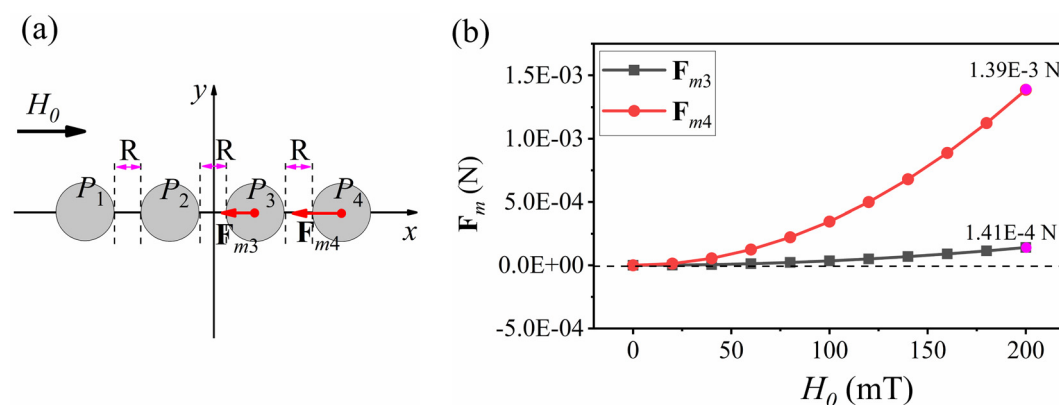 (a)
H₀
y
R R R
P₁ P₂ P₃ P₄
Fm3 Fm4
x
(b)
Fm (N)
1.5E-03
1.0E-03
5.0E-04
0.0E+00
-5.0E-04
Fm3
Fm4
1.39E-3 N
1.41E-4 N
0 50 100 150 200
H₀ (mT)